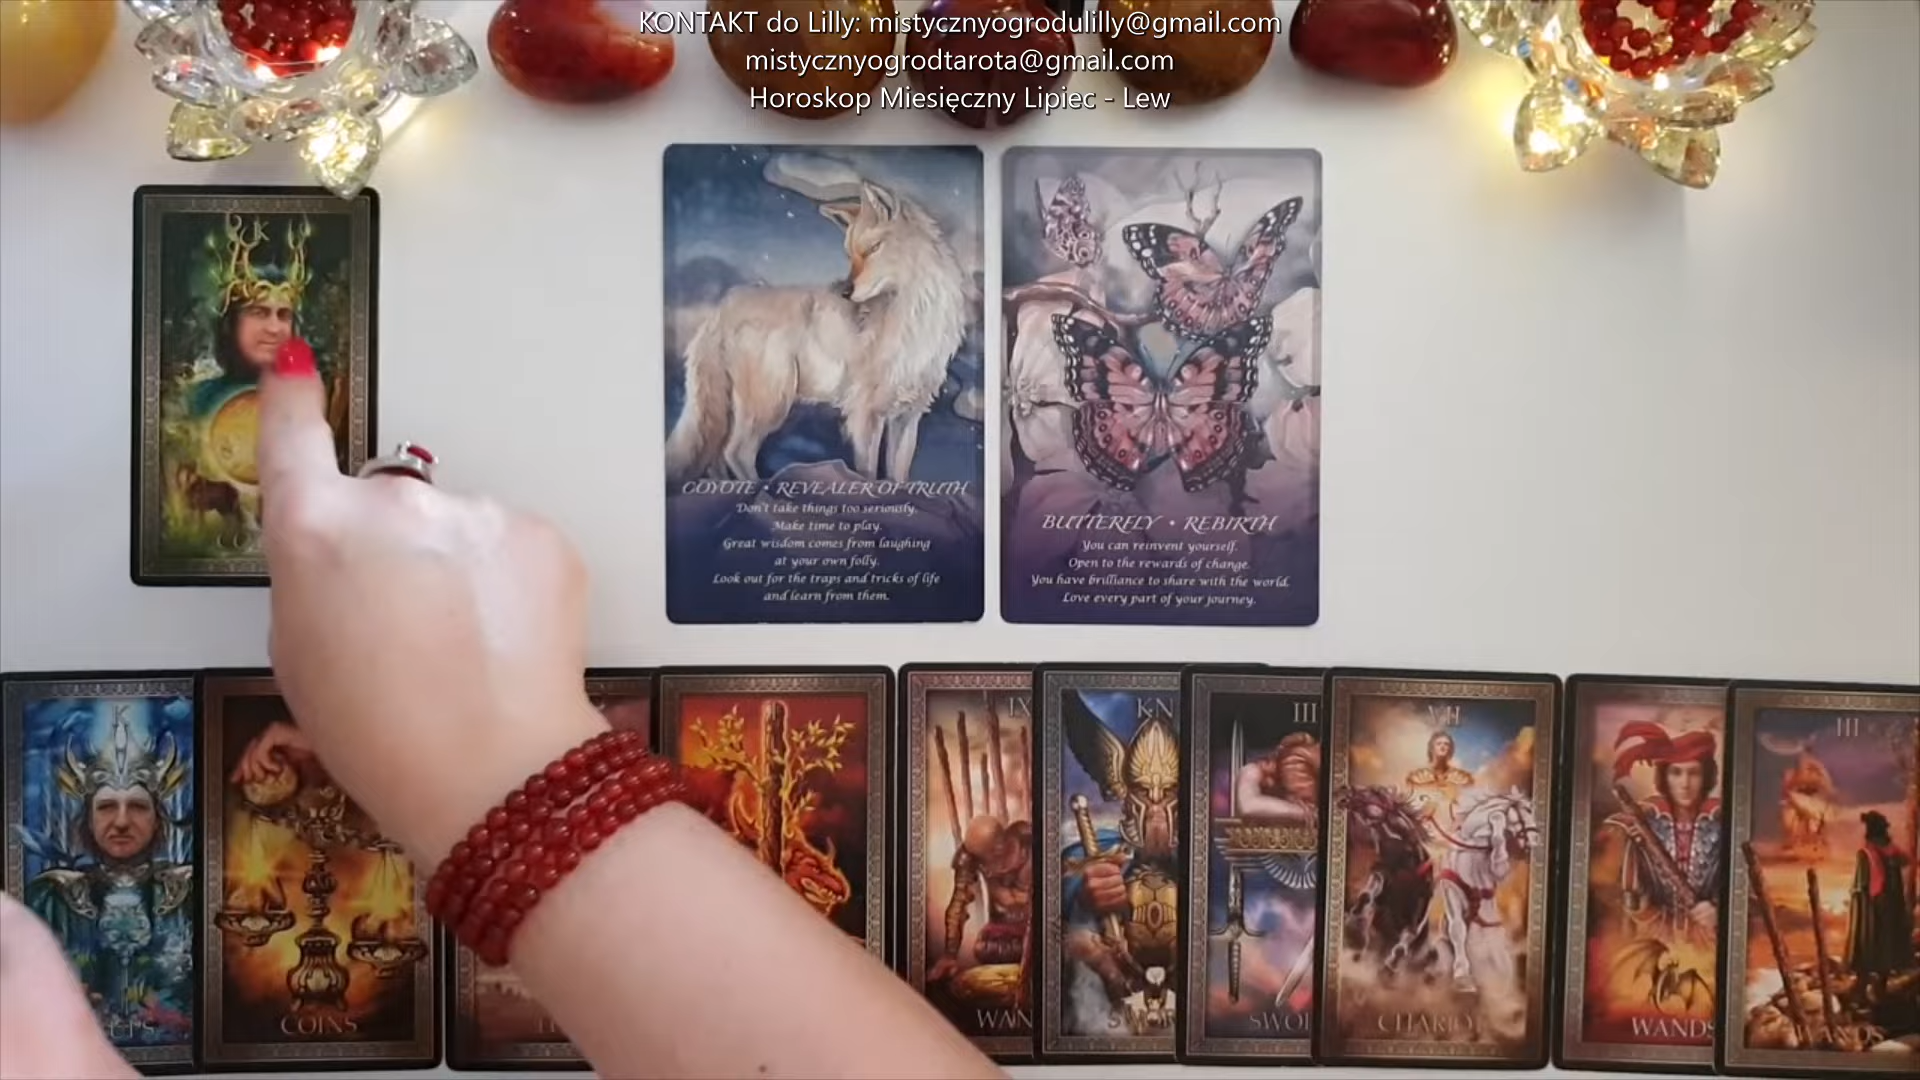 KONTAKT do Lilly: mistycznyogrodulilly@gmail.com
mistycznyogrodtarota@gmail.com
Horoskop Miesięczny Lipiec - Lew
K
COYOTE • REVEALER OF TRUTH
Don't take things too seriously.
Make time to play.
Great wisdom comes from laughing
at your own folly.
Look out for the traps and tricks of life
and learn from them.
BUTTERFLY • REBIRTH
You can reinvent yourself.
Open to the rewards of change.
You have brilliance to share with the world.
Love every part of your journey.
K
IX
KN
III
VII
III
COINS
WAN
SWOR
SWOR
CHARIOT
WANDS
WANDS